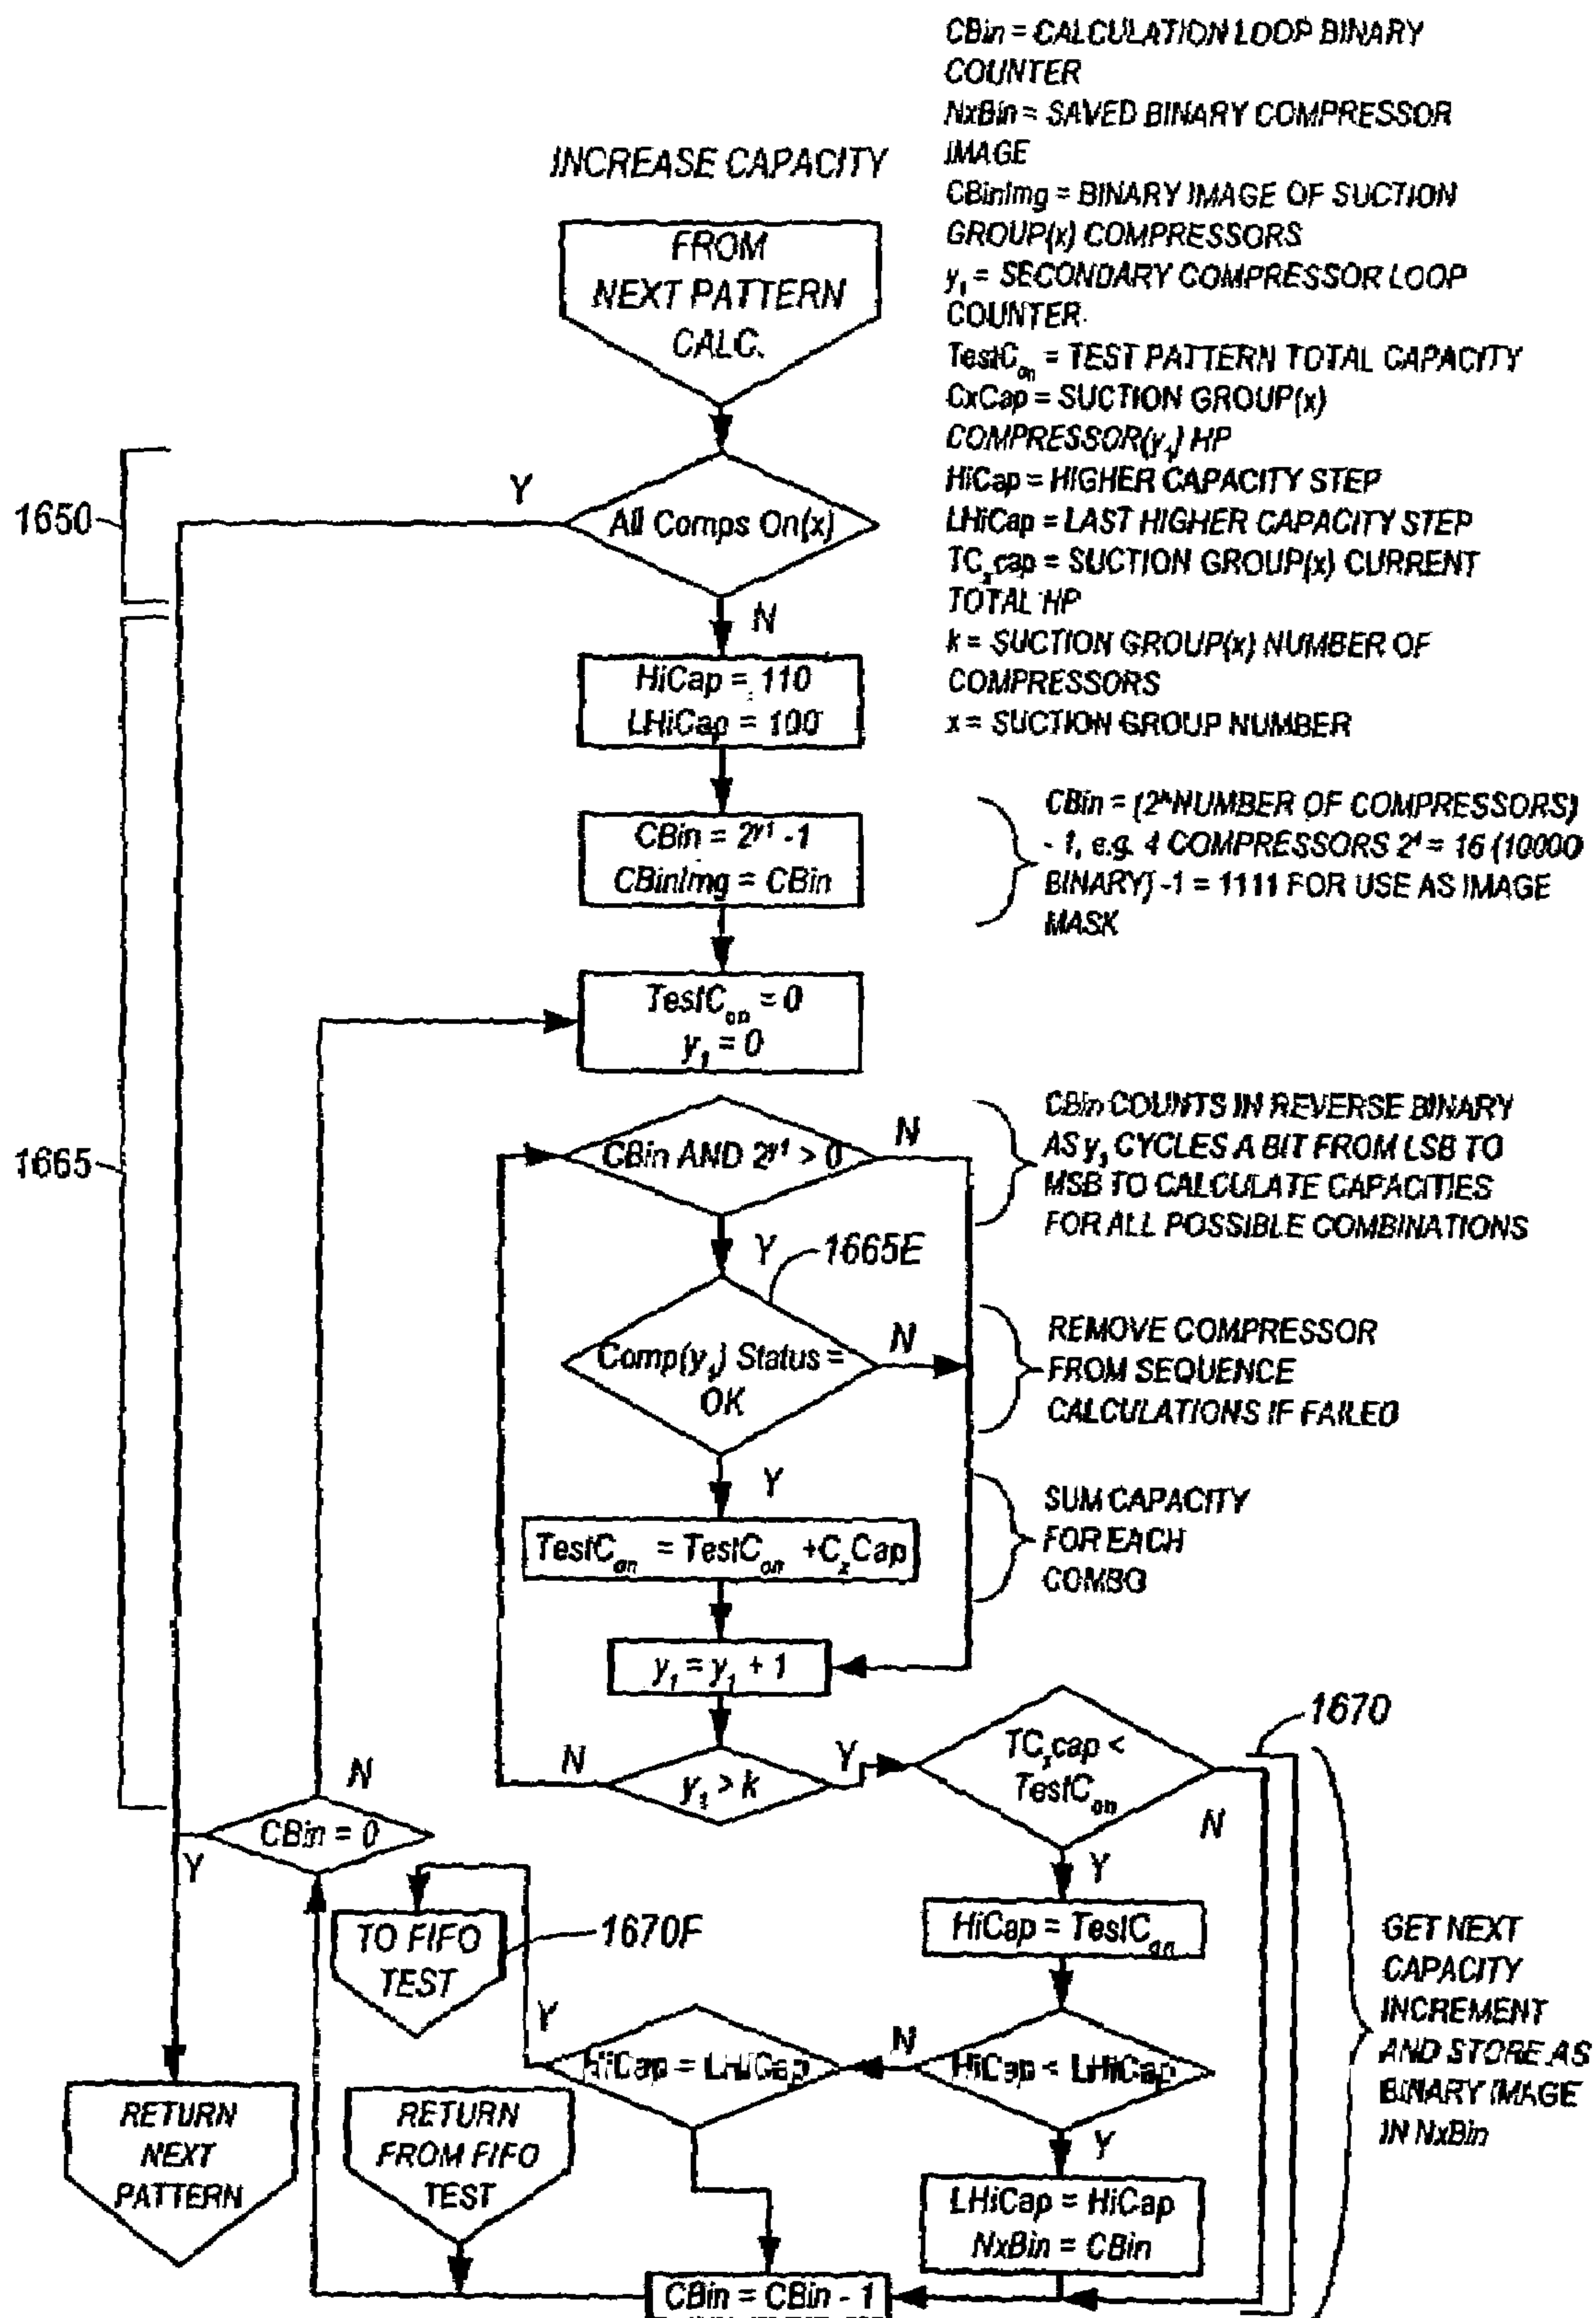 CBin = CALCULATION LOOP BINARY
COUNTER
NxBin = SAVED BINARY COMPRESSOR
IMAGE
CBinImg = BINARY IMAGE OF SUCTION
GROUP(x) COMPRESSORS
y₁ = SECONDARY COMPRESSOR LOOP
COUNTER
TestC_on = TEST PATTERN TOTAL CAPACITY
CxCap = SUCTION GROUP(x)
COMPRESSOR(y₁) HP
HiCap = HIGHER CAPACITY STEP
LHiCap = LAST HIGHER CAPACITY STEP
TCₓcap = SUCTION GROUP(x) CURRENT
TOTAL HP
k = SUCTION GROUP(x) NUMBER OF
COMPRESSORS
x = SUCTION GROUP NUMBER
INCREASE CAPACITY
FROM
NEXT PATTERN
CALC.
1650
Y
All Comps On(x)
N
HiCap = 110
LHiCap = 100
CBin = 2^y1 -1
CBinImg = CBin
CBin = (2^NUMBER OF COMPRESSORS)
- 1, e.g. 4 COMPRESSORS 2⁴ = 16 (10000
BINARY) -1 = 1111 FOR USE AS IMAGE
MASK
TestC_on = 0
y₁ = 0
1665
CBin AND 2^y1 > 0
N
CBin COUNTS IN REVERSE BINARY
AS y₁ CYCLES A BIT FROM LSB TO
MSB TO CALCULATE CAPACITIES
FOR ALL POSSIBLE COMBINATIONS
Y
1665E
Comp(y₁) Status =
OK
N
REMOVE COMPRESSOR
FROM SEQUENCE
CALCULATIONS IF FAILED
Y
TestC_on = TestC_on +CₓCap
SUM CAPACITY
FOR EACH
COMBO
y₁ = y₁ + 1
N
y₁ > k
Y
TCₓcap <
TestC_on
N
1670
Y
N
CBin = 0
Y
HiCap = TestC_on
TO FIFO
TEST
1670F
Y
HiCap = LHiCap
N
HiCap < LHiCap
GET NEXT
CAPACITY
INCREMENT
AND STORE AS
BINARY IMAGE
IN NxBin
Y
RETURN
NEXT
PATTERN
RETURN
FROM FIFO
TEST
LHiCap = HiCap
NxBin = CBin
CBin = CBin - 1